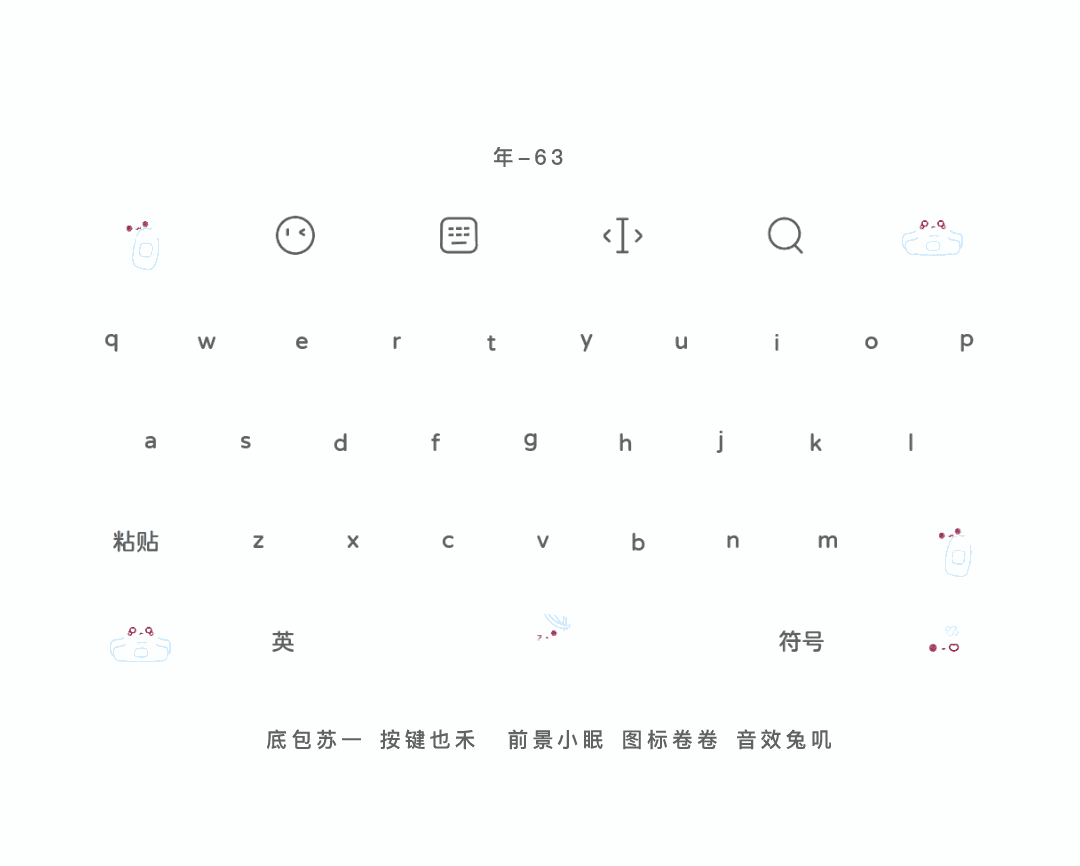 年-63
q w e r t y u i o p
a s d f g h j k l
粘贴 z x c v b n m
英 符号
底包苏一 按键也禾 前景小眠 图标卷卷 音效兔叽